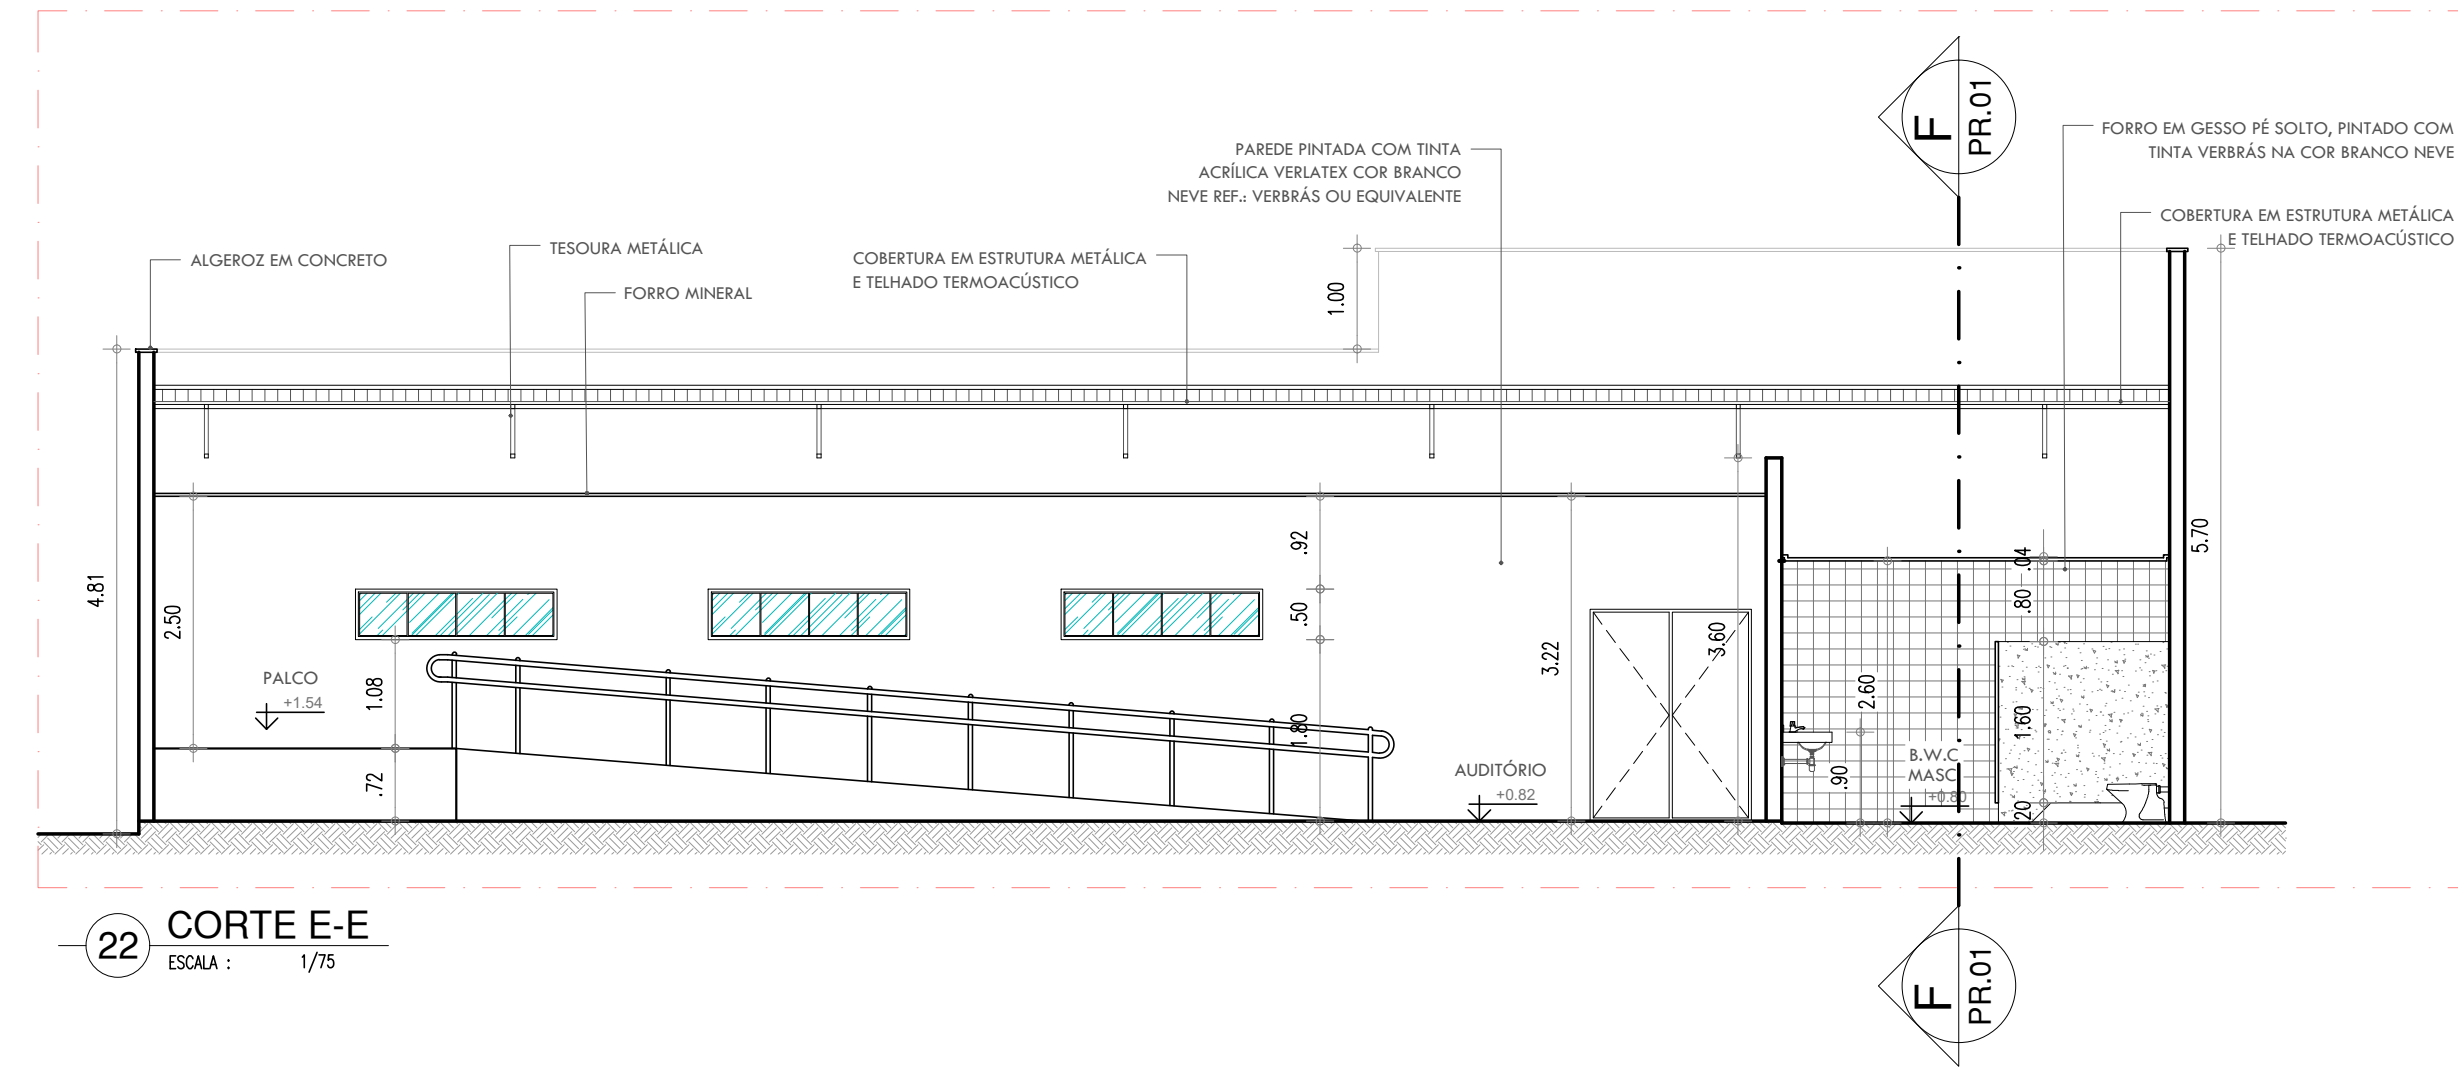 F
PR.01
FORRO EM GESSO PÉ SOLTO, PINTADO COM
TINTA VERBRÁS NA COR BRANCO NEVE
PAREDE PINTADA COM TINTA
ACRÍLICA VERLATEX COR BRANCO
NEVE REF.: VERBRÁS OU EQUIVALENTE
COBERTURA EM ESTRUTURA METÁLICA
E TELHADO TERMOACÚSTICO
ALGEROZ EM CONCRETO
TESOURA METÁLICA
COBERTURA EM ESTRUTURA METÁLICA
E TELHADO TERMOACÚSTICO
FORRO MINERAL
1.00
4.81
2.50
.92
.50
1.80
3.22
3.60
5.70
.04
.80
1.60
.20
2.60
.90
1.08
.72
PALCO
+1.54
AUDITÓRIO
+0.82
B.W.C
MASC
+0.80
22
CORTE E-E
ESCALA :
1/75
F
PR.01